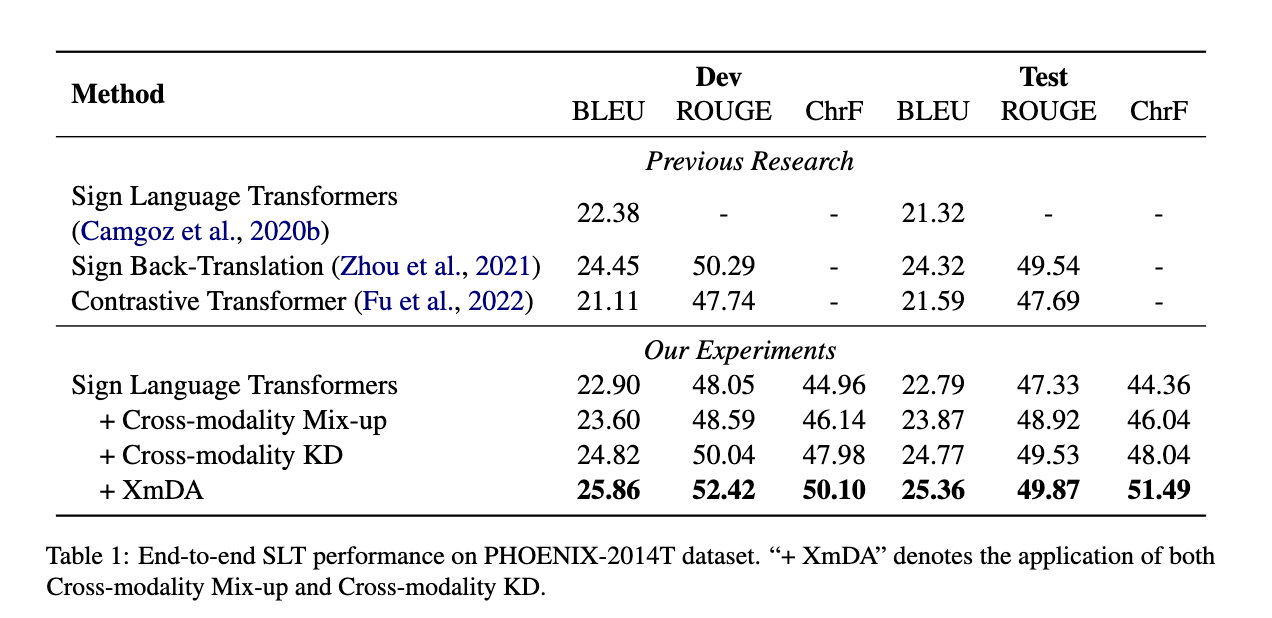 Method Dev Test
BLEU ROUGE ChrF BLEU ROUGE ChrF
Previous Research
Sign Language Transformers
(Camgoz et al., 2020b) 22.38 - - 21.32 - -
Sign Back-Translation (Zhou et al., 2021) 24.45 50.29 - 24.32 49.54 -
Contrastive Transformer (Fu et al., 2022) 21.11 47.74 - 21.59 47.69 -
Our Experiments
Sign Language Transformers 22.90 48.05 44.96 22.79 47.33 44.36
+ Cross-modality Mix-up 23.60 48.59 46.14 23.87 48.92 46.04
+ Cross-modality KD 24.82 50.04 47.98 24.77 49.53 48.04
+ XmDA 25.86 52.42 50.10 25.36 49.87 51.49
Table 1: End-to-end SLT performance on PHOENIX-2014T dataset. “+ XmDA” denotes the application of both
Cross-modality Mix-up and Cross-modality KD.